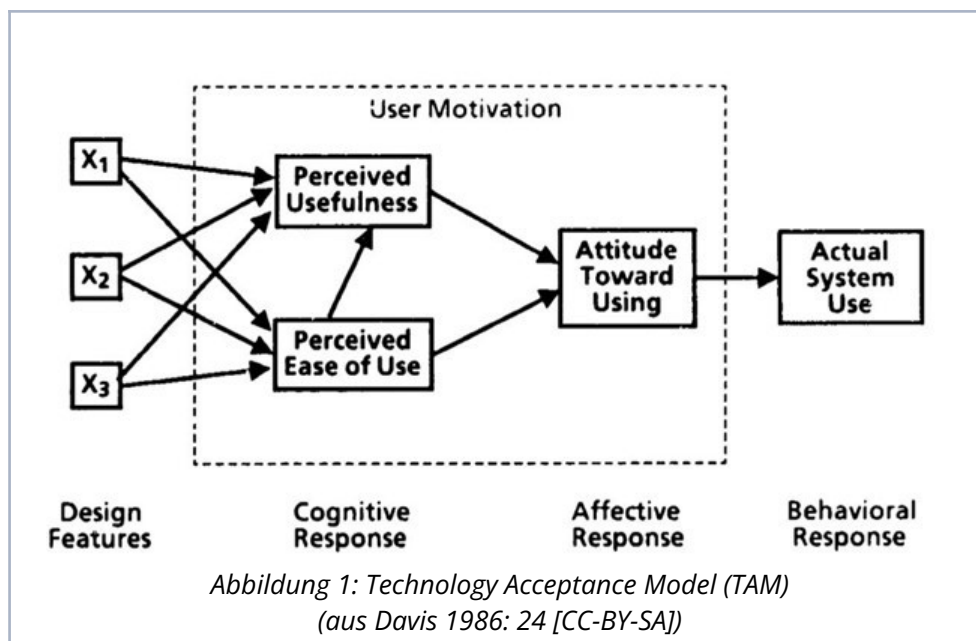 User Motivation
X1
Perceived
Usefulness
X2
Attitude
Toward
Using
Actual
System
Use
Perceived
Ease of Use
X3
Design
Features
Cognitive
Response
Affective
Response
Behavioral
Response
Abbildung 1: Technology Acceptance Model (TAM)
(aus Davis 1986: 24 [CC-BY-SA])